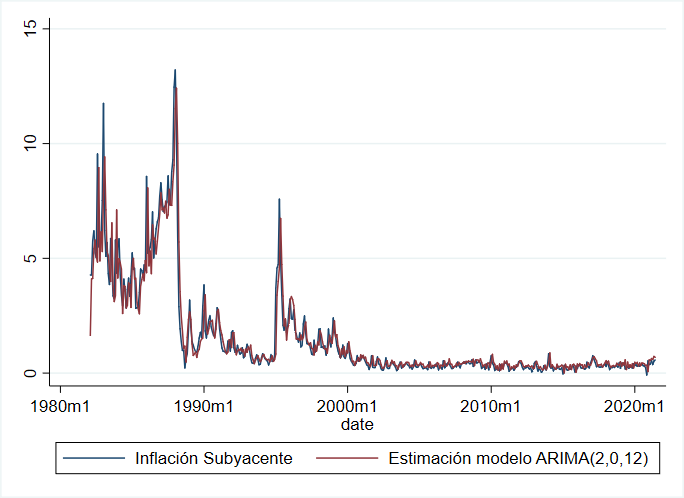 15
10
5
0
1980m1 1990m1 2000m1 2010m1 2020m1
date
Inflación Subyacente Estimación modelo ARIMA(2,0,12)